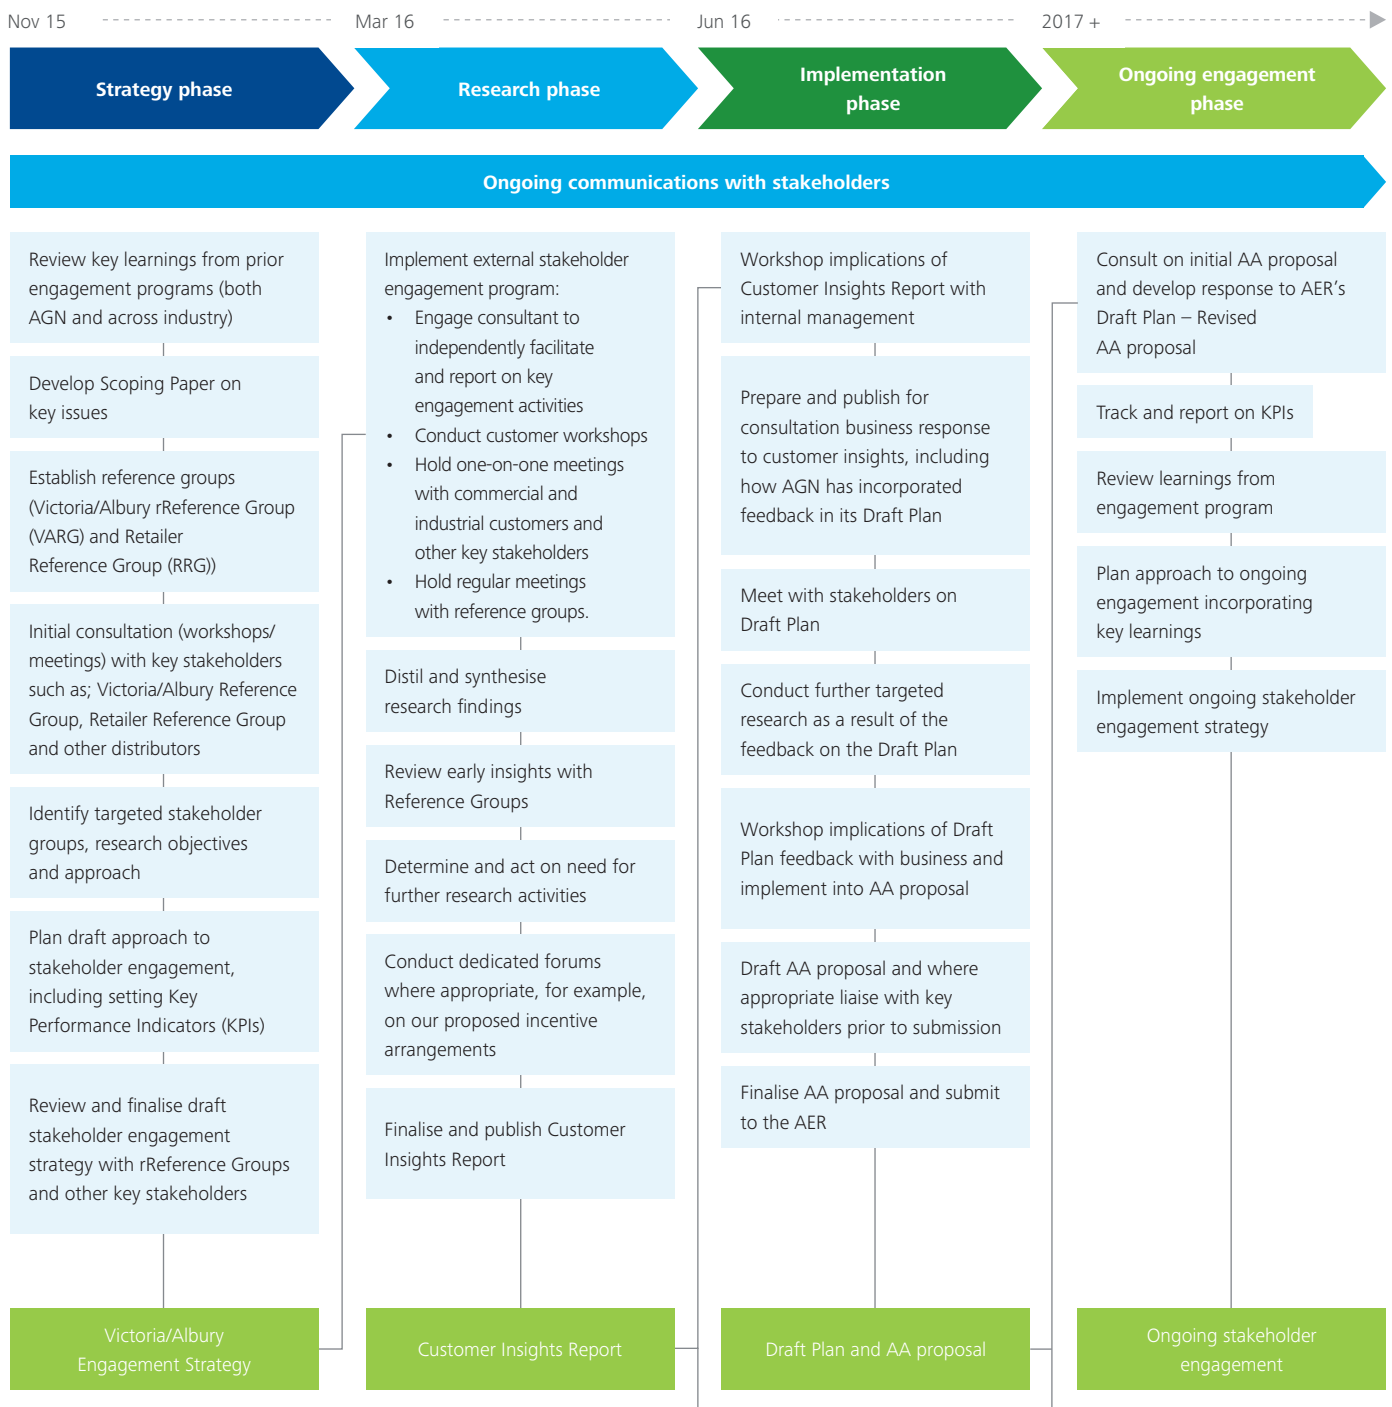 Nov 15
Mar 16
Jun 16
2017 +
Strategy phase
Research phase
Implementation
phase
Ongoing engagement
phase
Ongoing communications with stakeholders
Review key learnings from prior
engagement programs (both
AGN and across industry)
Develop Scoping Paper on
key issues
Establish reference groups
(Victoria/Albury rReference Group
(VARG) and Retailer
Reference Group (RRG))
Initial consultation (workshops/
meetings) with key stakeholders
such as; Victoria/Albury Reference
Group, Retailer Reference Group
and other distributors
Identify targeted stakeholder
groups, research objectives
and approach
Plan draft approach to
stakeholder engagement,
including setting Key
Performance Indicators (KPIs)
Review and finalise draft
stakeholder engagement
strategy with rReference Groups
and other key stakeholders
Victoria/Albury
Engagement Strategy
Implement external stakeholder
engagement program:
• Engage consultant to
independently facilitate
and report on key
engagement activities
• Conduct customer workshops
• Hold one-on-one meetings
with commercial and
industrial customers and
other key stakeholders
• Hold regular meetings
with reference groups.
Distil and synthesise
research findings
Review early insights with
Reference Groups
Determine and act on need for
further research activities
Conduct dedicated forums
where appropriate, for example,
on our proposed incentive
arrangements
Finalise and publish Customer
Insights Report
Customer Insights Report
Workshop implications of
Customer Insights Report with
internal management
Prepare and publish for
consultation business response
to customer insights, including
how AGN has incorporated
feedback in its Draft Plan
Meet with stakeholders on
Draft Plan
Conduct further targeted
research as a result of the
feedback on the Draft Plan
Workshop implications of Draft
Plan feedback with business and
implement into AA proposal
Draft AA proposal and where
appropriate liaise with key
stakeholders prior to submission
Finalise AA proposal and submit
to the AER
Draft Plan and AA proposal
Consult on initial AA proposal
and develop response to AER's
Draft Plan – Revised
AA proposal
Track and report on KPIs
Review learnings from
engagement program
Plan approach to ongoing
engagement incorporating
key learnings
Implement ongoing stakeholder
engagement strategy
Ongoing stakeholder
engagement